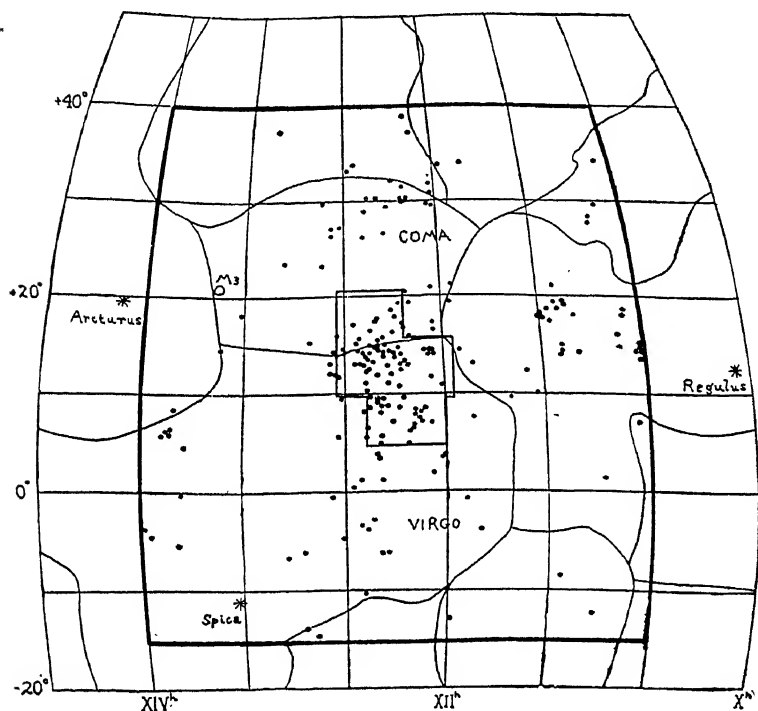 +40°
COMA
M3
+20°
Arcturus
Regulus
0°
VIRGO
Spica
-20°
XIVʰ
XIIʰ
Xʰ